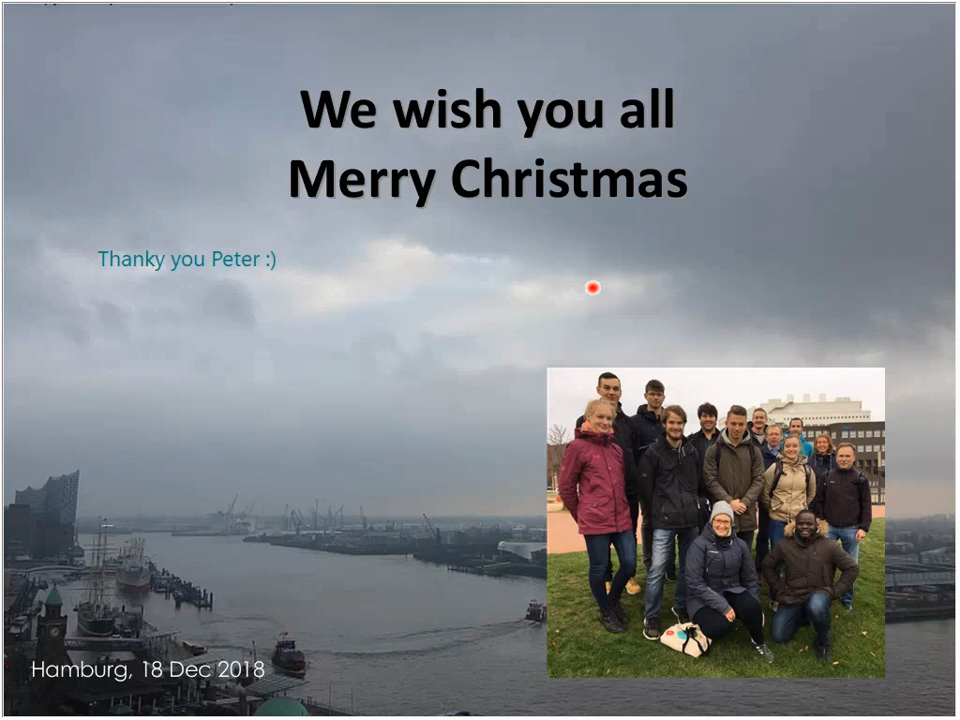 We wish you all
Merry Christmas
Thanky you Peter :)
Hamburg, 18 Dec 2018